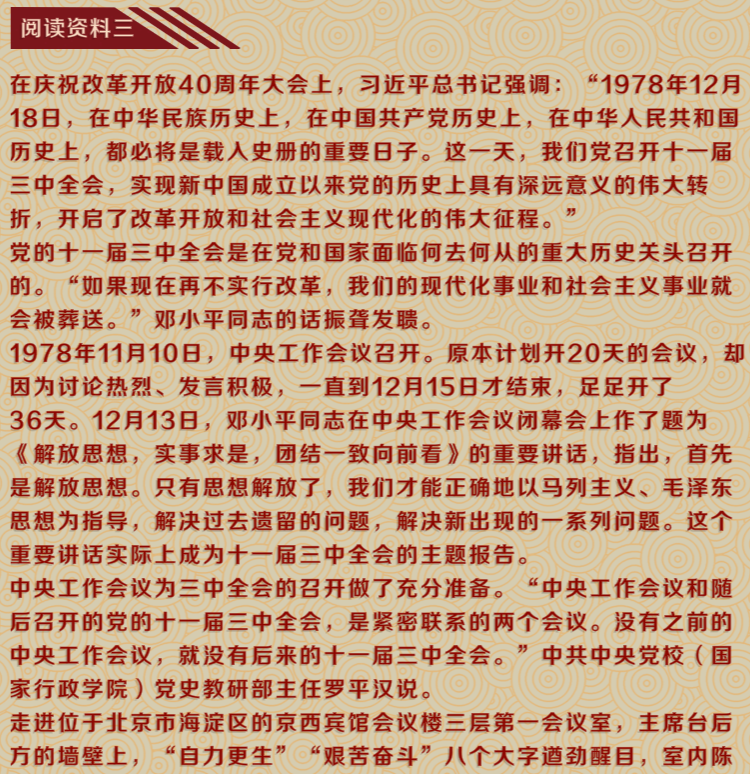 阅读资料三
在庆祝改革开放40周年大会上，习近平总书记强调：“1978年12月
18日，在中华民族历史上，在中国共产党历史上，在中华人民共和国
历史上，都必将是载入史册的重要日子。这一天，我们党召开十一届
三中全会，实现新中国成立以来党的历史上具有深远意义的伟大转
折，开启了改革开放和社会主义现代化的伟大征程。”
党的十一届三中全会是在党和国家面临何去何从的重大历史关头召开
的。“如果现在再不实行改革，我们的现代化事业和社会主义事业就
会被葬送。”邓小平同志的话振聋发聩。
1978年11月10日，中央工作会议召开。原本计划开20天的会议，却
因为讨论热烈、发言积极，一直到12月15日才结束，足足开了
36天。12月13日，邓小平同志在中央工作会议闭幕会上作了题为
《解放思想，实事求是，团结一致向前看》的重要讲话，指出，首先
是解放思想。只有思想解放了，我们才能正确地以马列主义、毛泽东
思想为指导，解决过去遗留的问题，解决新出现的一系列问题。这个
重要讲话实际上成为十一届三中全会的主题报告。
中央工作会议为三中全会的召开做了充分准备。“中央工作会议和随
后召开的党的十一届三中全会，是紧密联系的两个会议。没有之前的
中央工作会议，就没有后来的十一届三中全会。”中共中央党校（国
家行政学院）党史教研部主任罗平汉说。
走进位于北京市海淀区的京西宾馆会议楼三层第一会议室，主席台后
方的墙壁上，“自力更生”“艰苦奋斗”八个大字遒劲醒目，室内陈